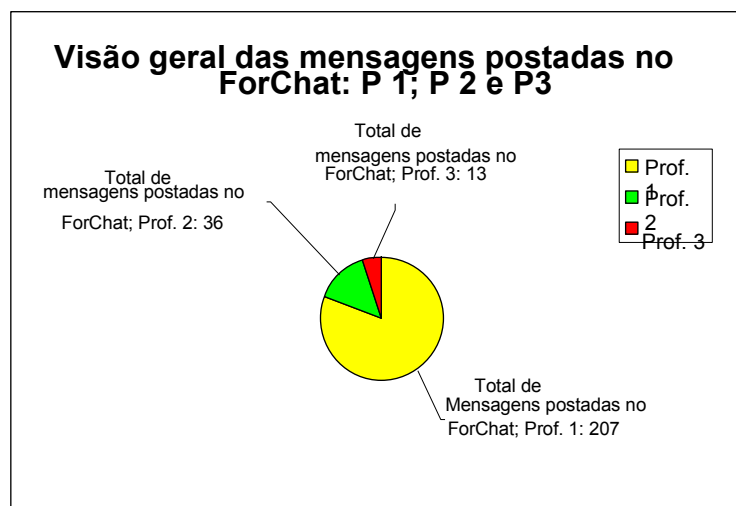 Visão geral das mensagens postadas no
ForChat: P 1; P 2 e P3
Total de
mensagens postadas no
ForChat; Prof. 3: 13
Total de
mensagens postadas no
ForChat; Prof. 2: 36
Prof.
1
Prof.
2
Prof. 3
Total de
Mensagens postadas no
ForChat; Prof. 1: 207